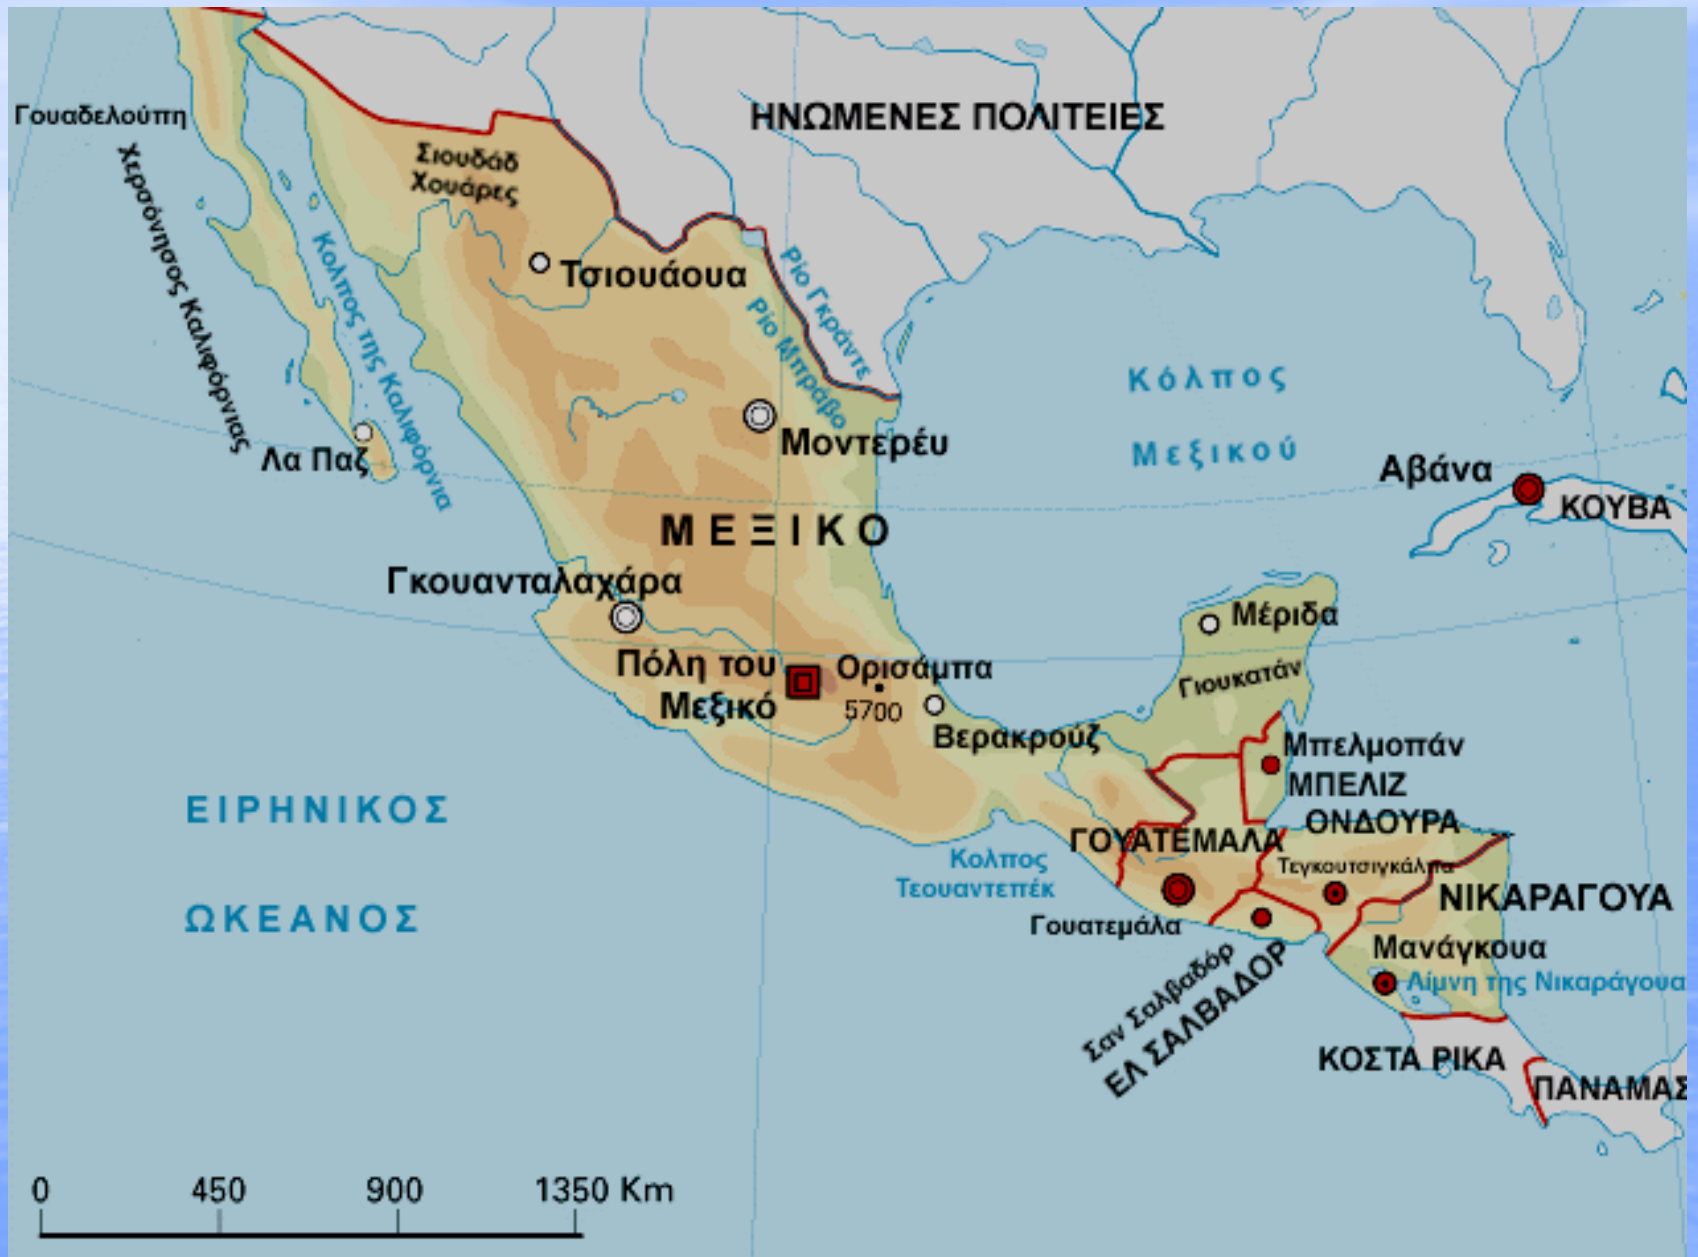 Γουαδελούπη
ΗΝΩΜΕΝΕΣ ΠΟΛΙΤΕΙΕΣ
Σιουδάδ
Χουάρες
Χερσόνησος Καλιφόρνιας
Κολπος της Καλιφόρνια
Τσιουάουα
Ρίο Γκράντε
Ρίο Μπράβο
Κόλπος
Μεξικού
Μοντερέυ
Λα Παζ
Αβάνα
ΚΟΥΒΑ
ΜΕΞΙΚΟ
Γκουανταλαχάρα
Μέριδα
Πόλη του
Μεξικό
Ορισάμπα
5700
Γιουκατάν
Βερακρούζ
Μπελμοπάν
ΜΠΕΛΙΖ
ΕΙΡΗΝΙΚΟΣ
ΩΚΕΑΝΟΣ
ΟΝΔΟΥΡΑ
ΓΟΥΑΤΕΜΑΛΑ
Κολπος
Τεουαντεπέκ
Τεγκουτσιγκάλπα
ΝΙΚΑΡΑΓΟΥΑ
Γουατεμάλα
Μανάγκουα
Λίμνη της Νικαράγουα
Σαν Σαλβαδόρ
ΕΛ ΣΑΛΒΑΔΟΡ
ΚΟΣΤΑ ΡΙΚΑ
ΠΑΝΑΜΑΣ
0 450 900 1350 Km